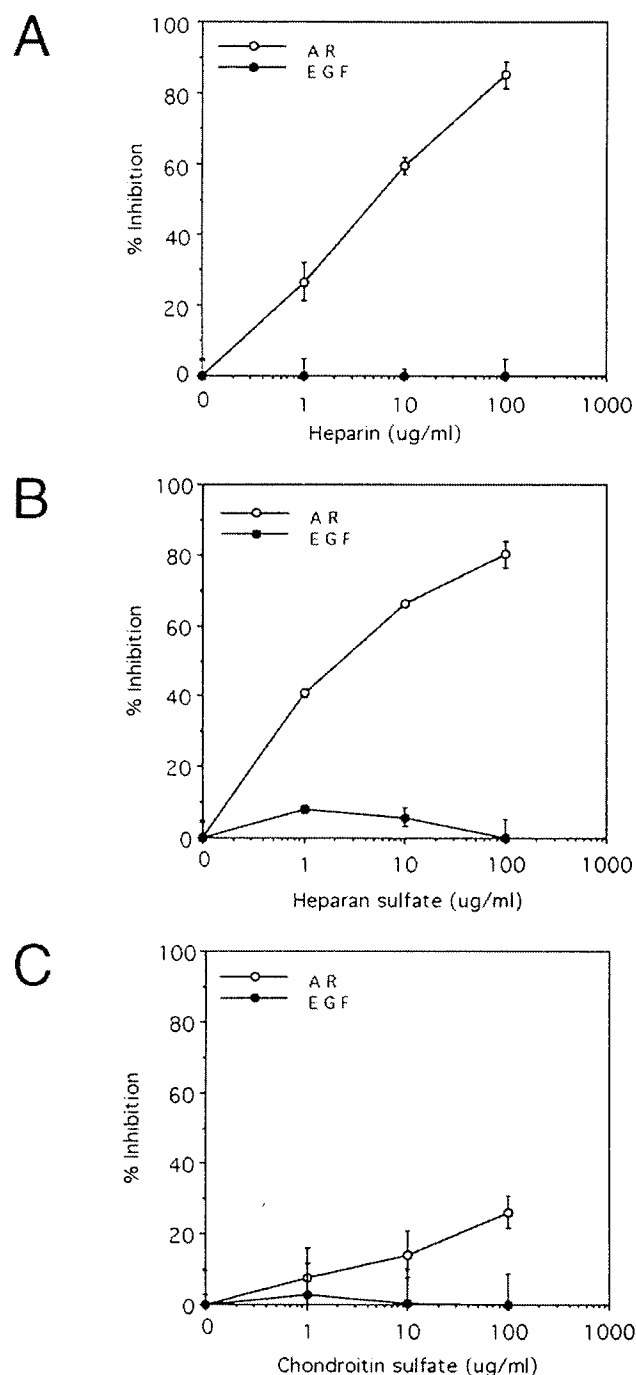 A
100
80
60
40
20
0
% Inhibition
AR
EGF
0 1 10 100 1000
Heparin (ug/ml)
B
100
80
60
40
20
0
% Inhibition
AR
EGF
0 1 10 100 1000
Heparan sulfate (ug/ml)
C
100
80
60
40
20
0
% Inhibition
AR
EGF
0 1 10 100 1000
Chondroitin sulfate (ug/ml)